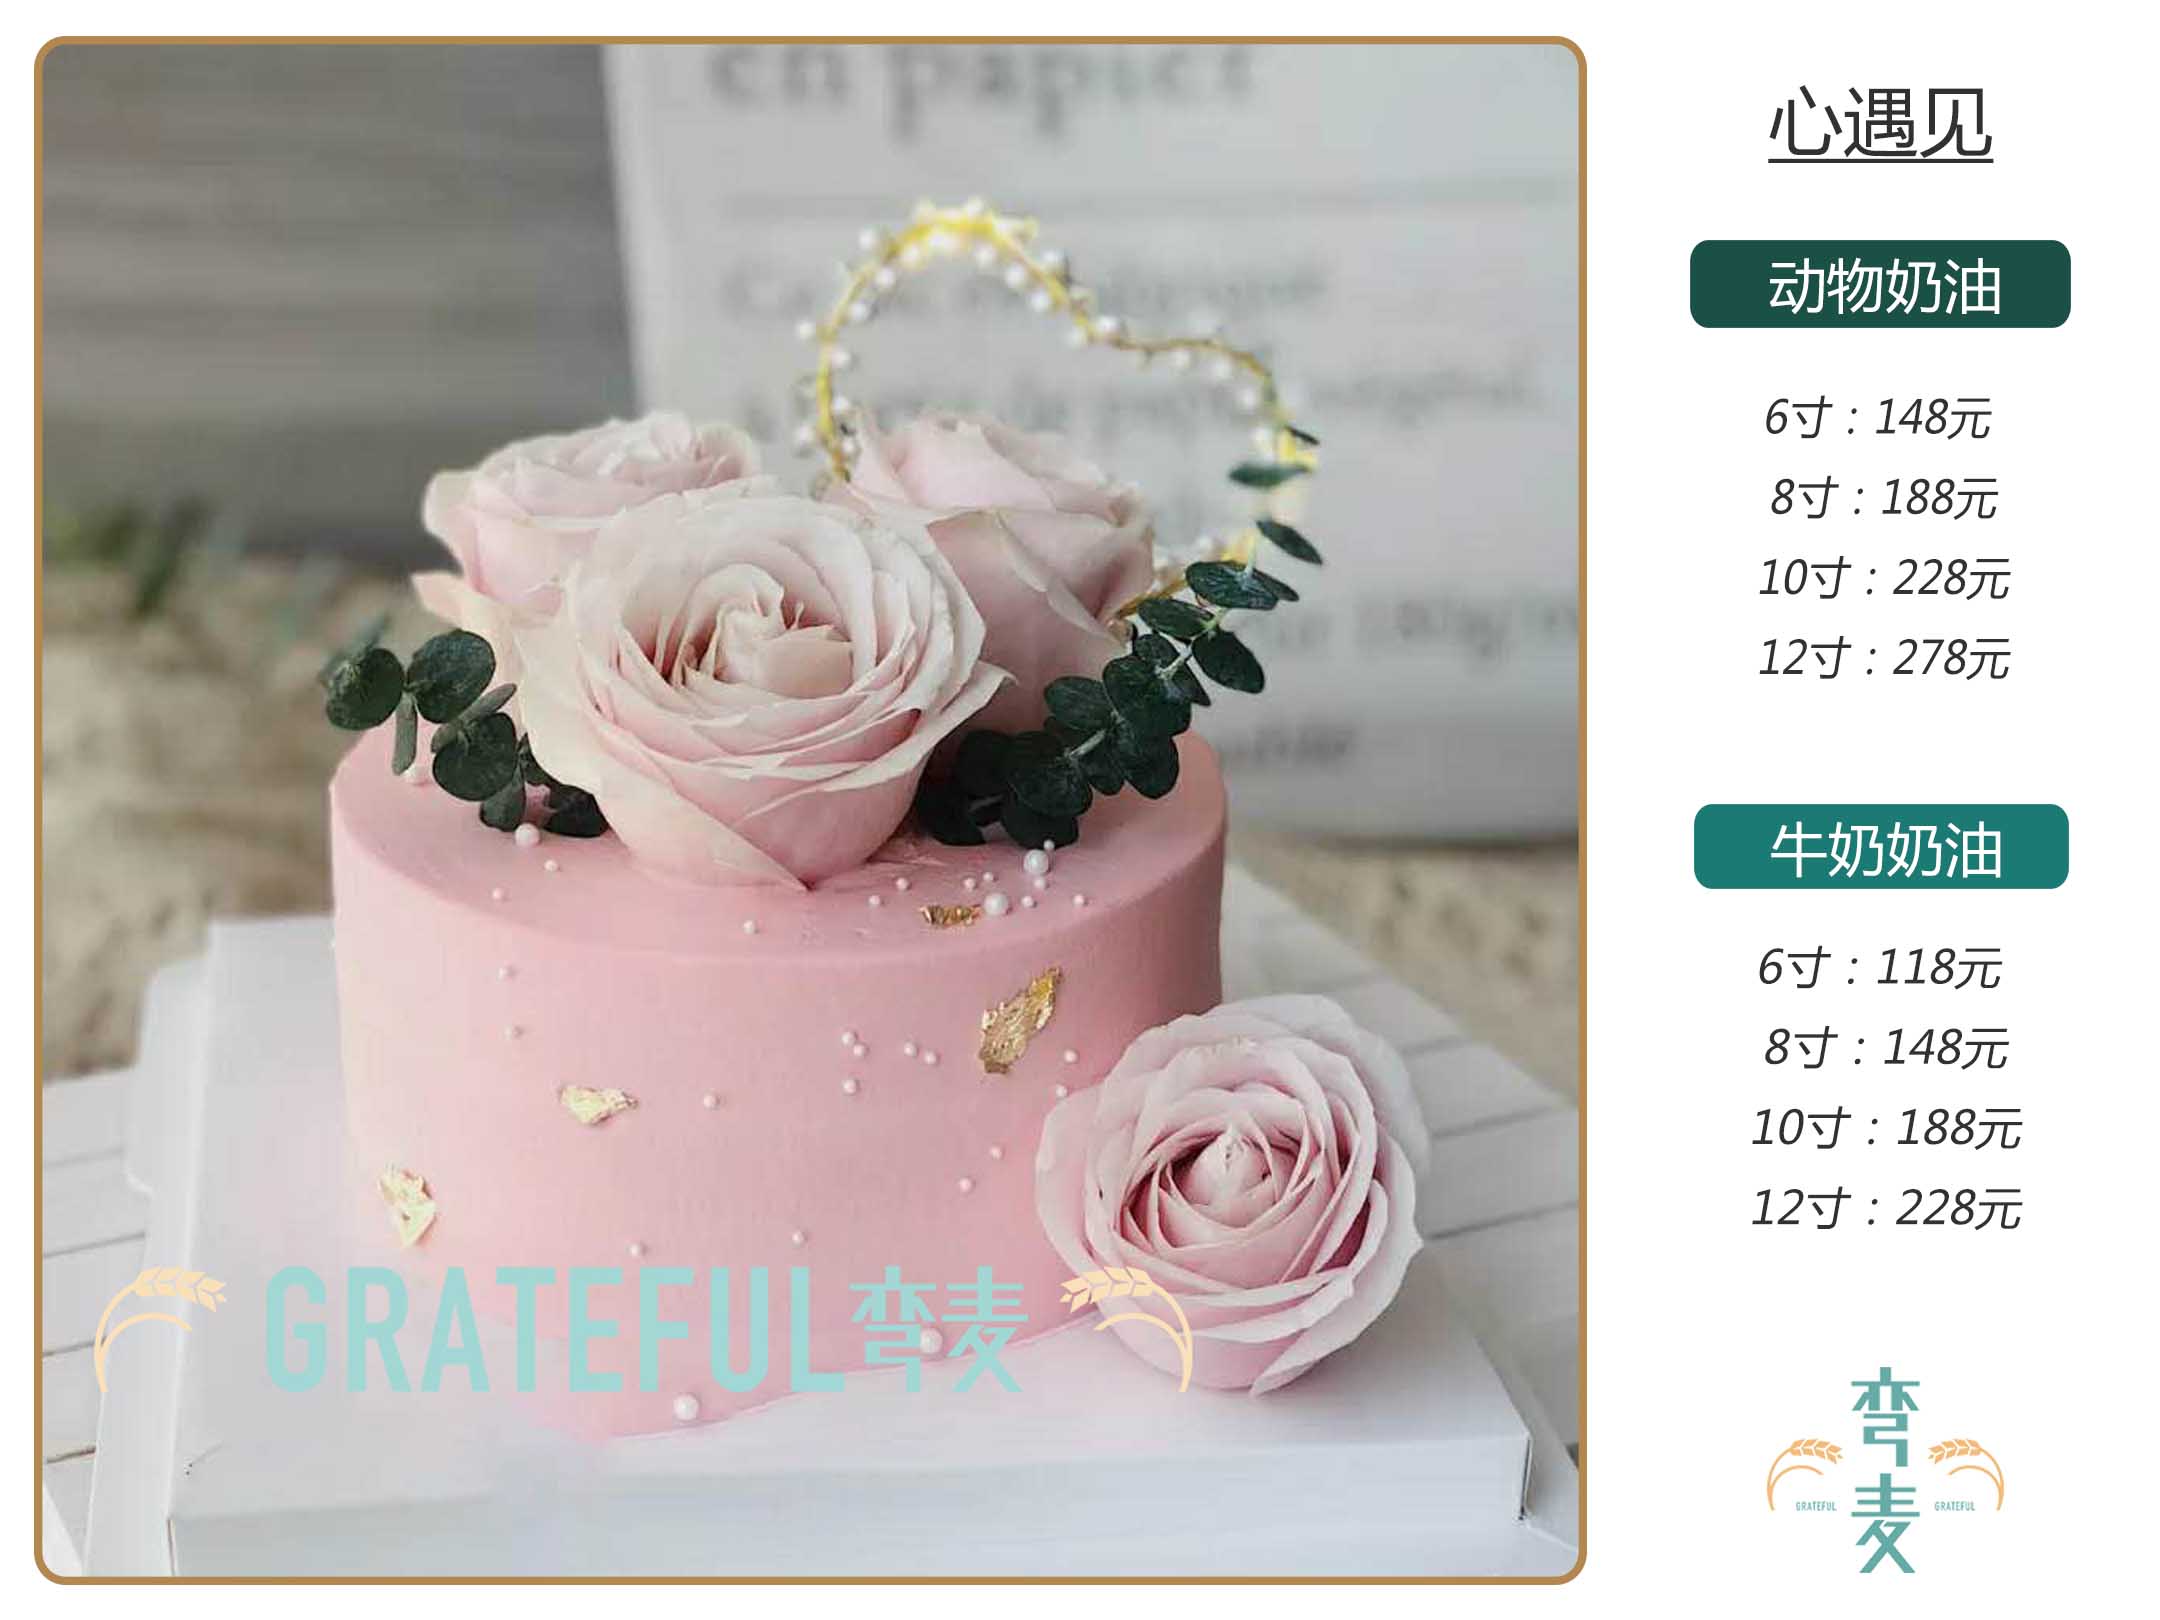 en papier
心遇见
动物奶油
6寸：148元
8寸：188元
10寸：228元
12寸：278元
牛奶奶油
6寸：118元
8寸：148元
10寸：188元
12寸：228元
GRATEFUL弯麦
弯麦
GRATEFUL GRATEFUL